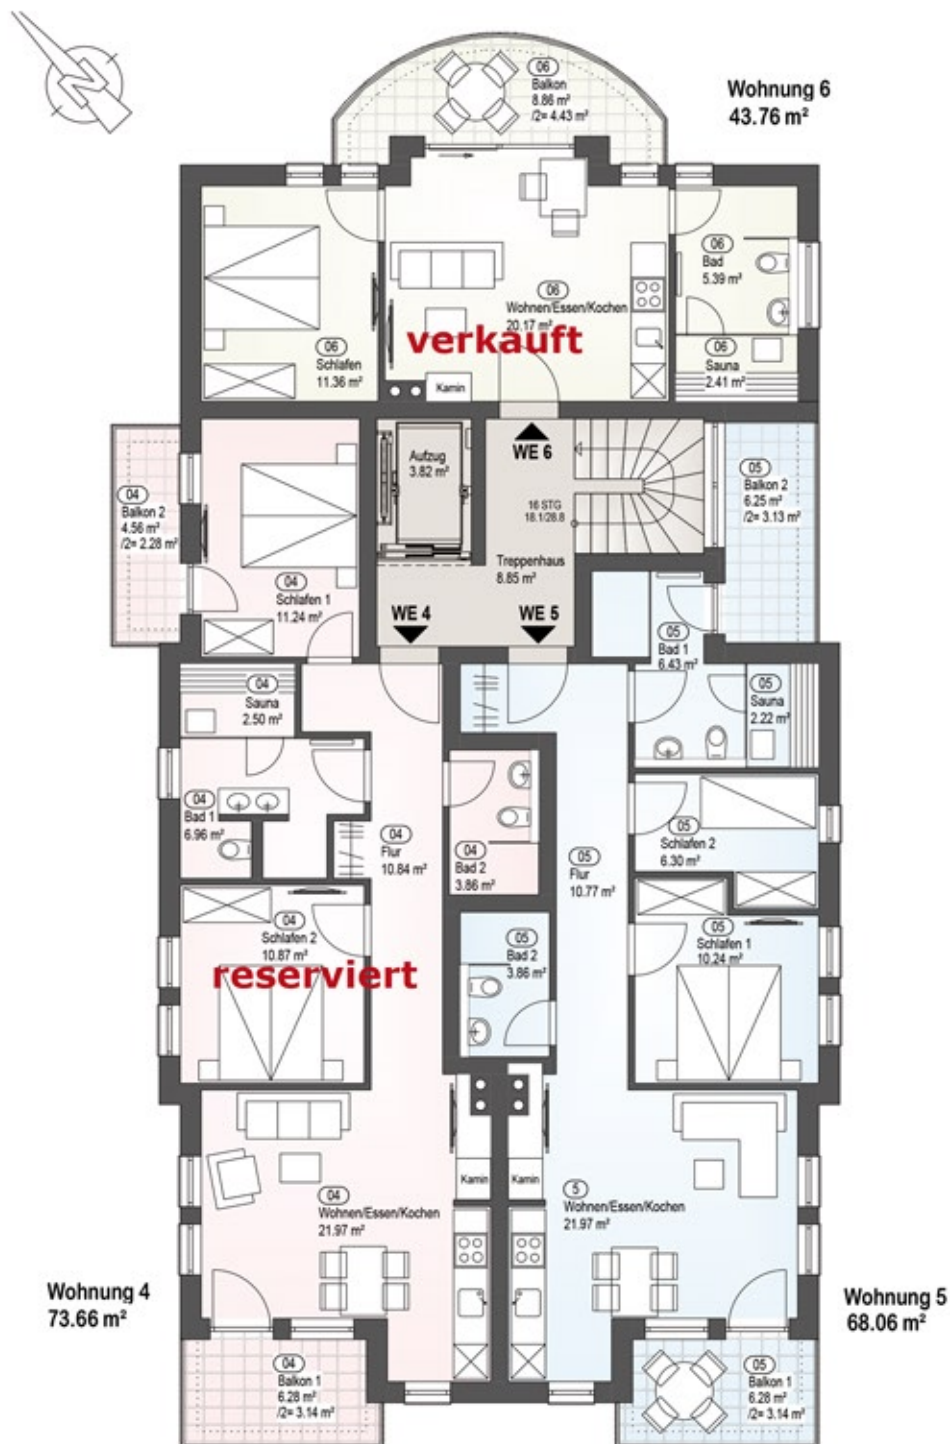 N
06
Balkon
8.86 m²
/2= 4.43 m²
Wohnung 6
43.76 m²
06
Bad
5.39 m²
06
Wohnen/Essen/Kochen
20.17 m²
verkauft
06
Schlafen
11.36 m²
06
Sauna
2.41 m²
Kamin
Aufzug
3.82 m²
WE 6
16 STG
18.1/28.8
Treppenhaus
8.85 m²
05
Balkon 2
6.25 m²
/2= 3.13 m²
04
Balkon 2
4.56 m²
/2= 2.28 m²
04
Schlafen 1
11.24 m²
WE 4
WE 5
05
Bad 1
6.43 m²
04
Sauna
2.50 m²
05
Sauna
2.22 m²
04
Bad 1
6.96 m²
04
Flur
10.84 m²
04
Bad 2
3.86 m²
05
Flur
10.77 m²
05
Schlafen 2
6.30 m²
04
Schlafen 2
10.87 m²
reserviert
05
Bad 2
3.86 m²
05
Schlafen 1
10.24 m²
Kamin
Kamin
04
Wohnen/Essen/Kochen
21.97 m²
5
Wohnen/Essen/Kochen
21.97 m²
Wohnung 4
73.66 m²
Wohnung 5
68.06 m²
04
Balkon 1
6.28 m²
/2= 3.14 m²
05
Balkon 1
6.28 m²
/2= 3.14 m²